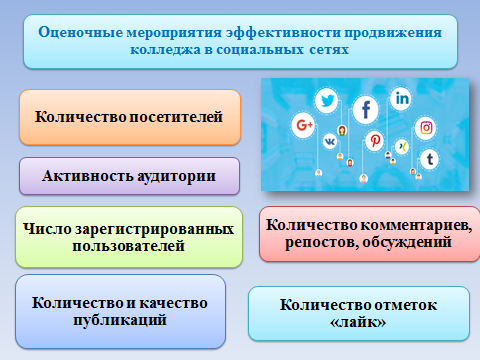 Оценочные мероприятия эффективности продвижения
колледжа в социальных сетях
Количество посетителей
Активность аудитории
Число зарегистрированных
пользователей
Количество и качество
публикаций
Количество комментариев,
репостов, обсуждений
Количество отметок
«лайк»